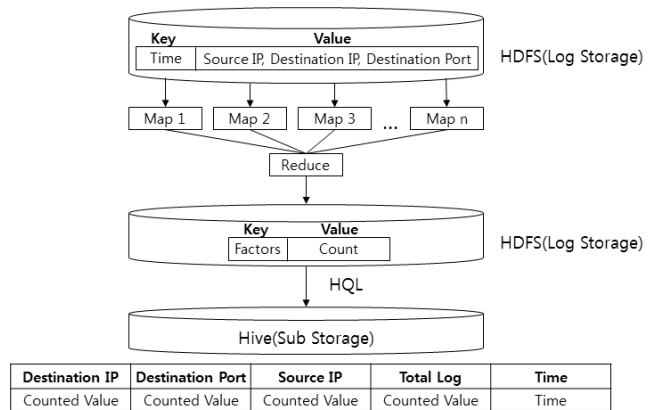 Key Value
Time Source IP, Destination IP, Destination Port
HDFS(Log Storage)
Map 1 Map 2 Map 3 ... Map n
Reduce
Key Value
Factors Count
HDFS(Log Storage)
HQL
Hive(Sub Storage)
Destination IP Destination Port Source IP Total Log Time
Counted Value Counted Value Counted Value Counted Value Time